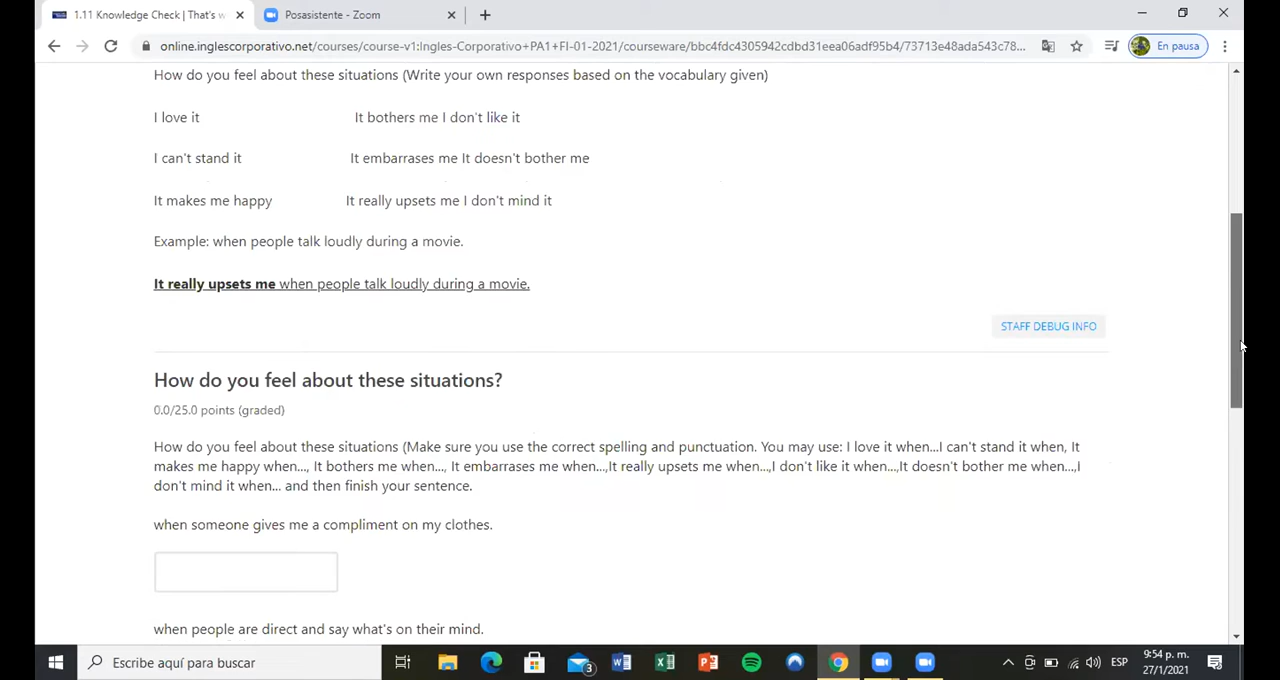 1.11 Knowledge Check | That's w
Posasistente - Zoom
online.inglescorporativo.net/courses/course-v1:Ingles-Corporativo+PA1+FI-01-2021/courseware/bbc4fdc4305942cdbd31eea06adf95b4/73713e48ada543c78...
En pausa
How do you feel about these situations (Write your own responses based on the vocabulary given)
I love it It bothers me I don't like it
I can't stand it It embarrases me It doesn't bother me
It makes me happy It really upsets me I don't mind it
Example: when people talk loudly during a movie.
It really upsets me when people talk loudly during a movie.
STAFF DEBUG INFO
How do you feel about these situations?
0.0/25.0 points (graded)
How do you feel about these situations (Make sure you use the correct spelling and punctuation. You may use: I love it when...I can't stand it when, It
makes me happy when..., It bothers me when..., It embarrases me when...,It really upsets me when...,I don't like it when...,It doesn't bother me when...,I
don't mind it when... and then finish your sentence.
when someone gives me a compliment on my clothes.
when people are direct and say what's on their mind.
Escribe aquí para buscar
3
ESP
9:54 p. m.
27/1/2021